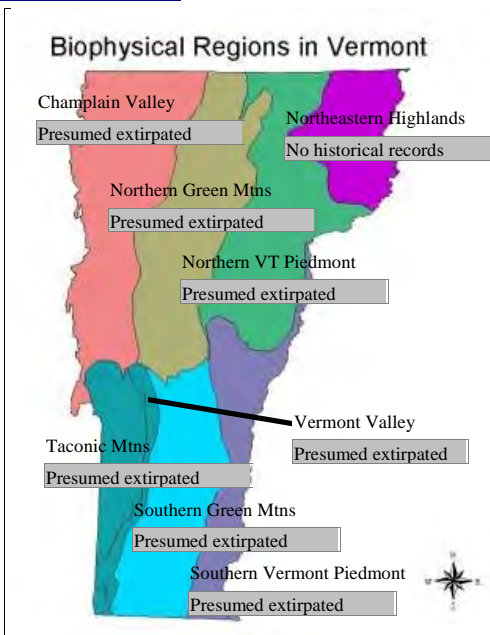 Biophysical Regions in Vermont
Champlain Valley
Presumed extirpated
Northeastern Highlands
No historical records
Northern Green Mtns
Presumed extirpated
Northern VT Piedmont
Presumed extirpated
Vermont Valley
Presumed extirpated
Taconic Mtns
Presumed extirpated
Southern Green Mtns
Presumed extirpated
Southern Vermont Piedmont
Presumed extirpated